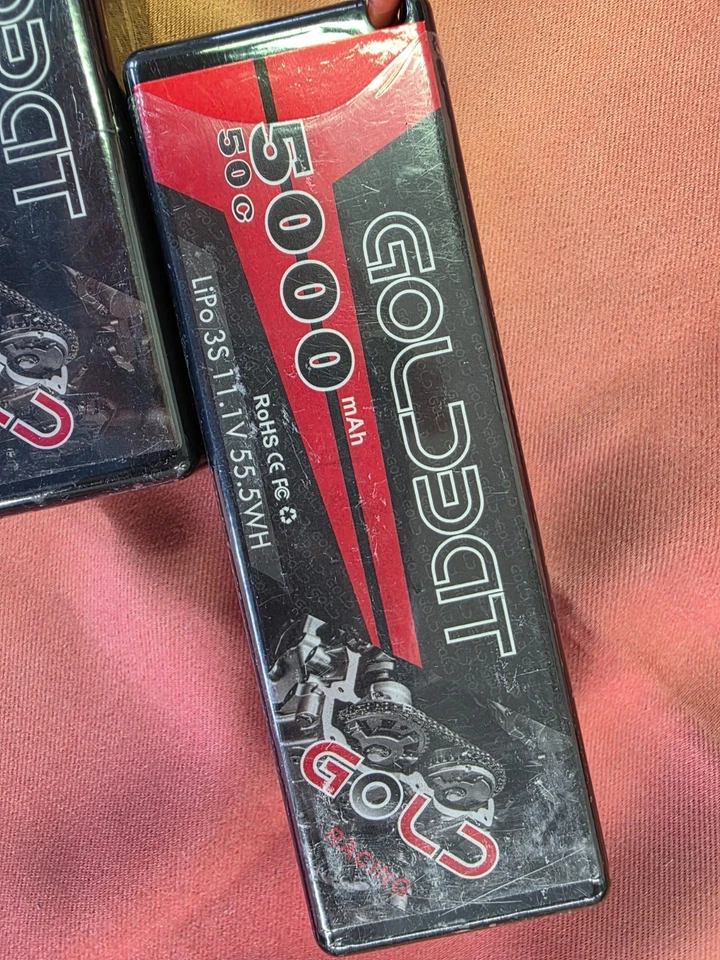 5000 mAh
50C
GOLDBAT
LiPo 3S 11.1V 55.5WH
RoHS CE FC
GOLD
RACING